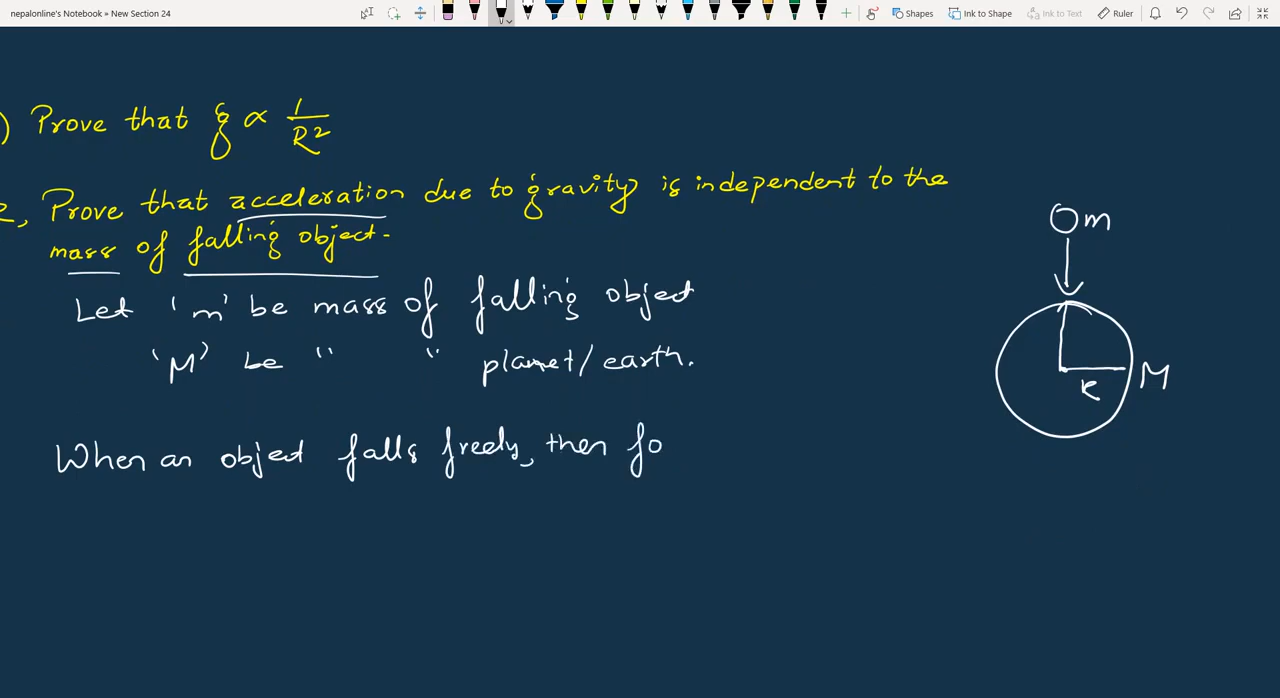 nepalonline's Notebook » New Section 24
Shapes Ink to Shape Ink to Text Ruler
) Prove that g ∝ 1/R²
2, Prove that acceleration due to gravity is independent to the
mass of falling object.
Let 'm' be mass of falling object
'M' be " " planet/earth.
When an object falls freely, then fo
m
R M